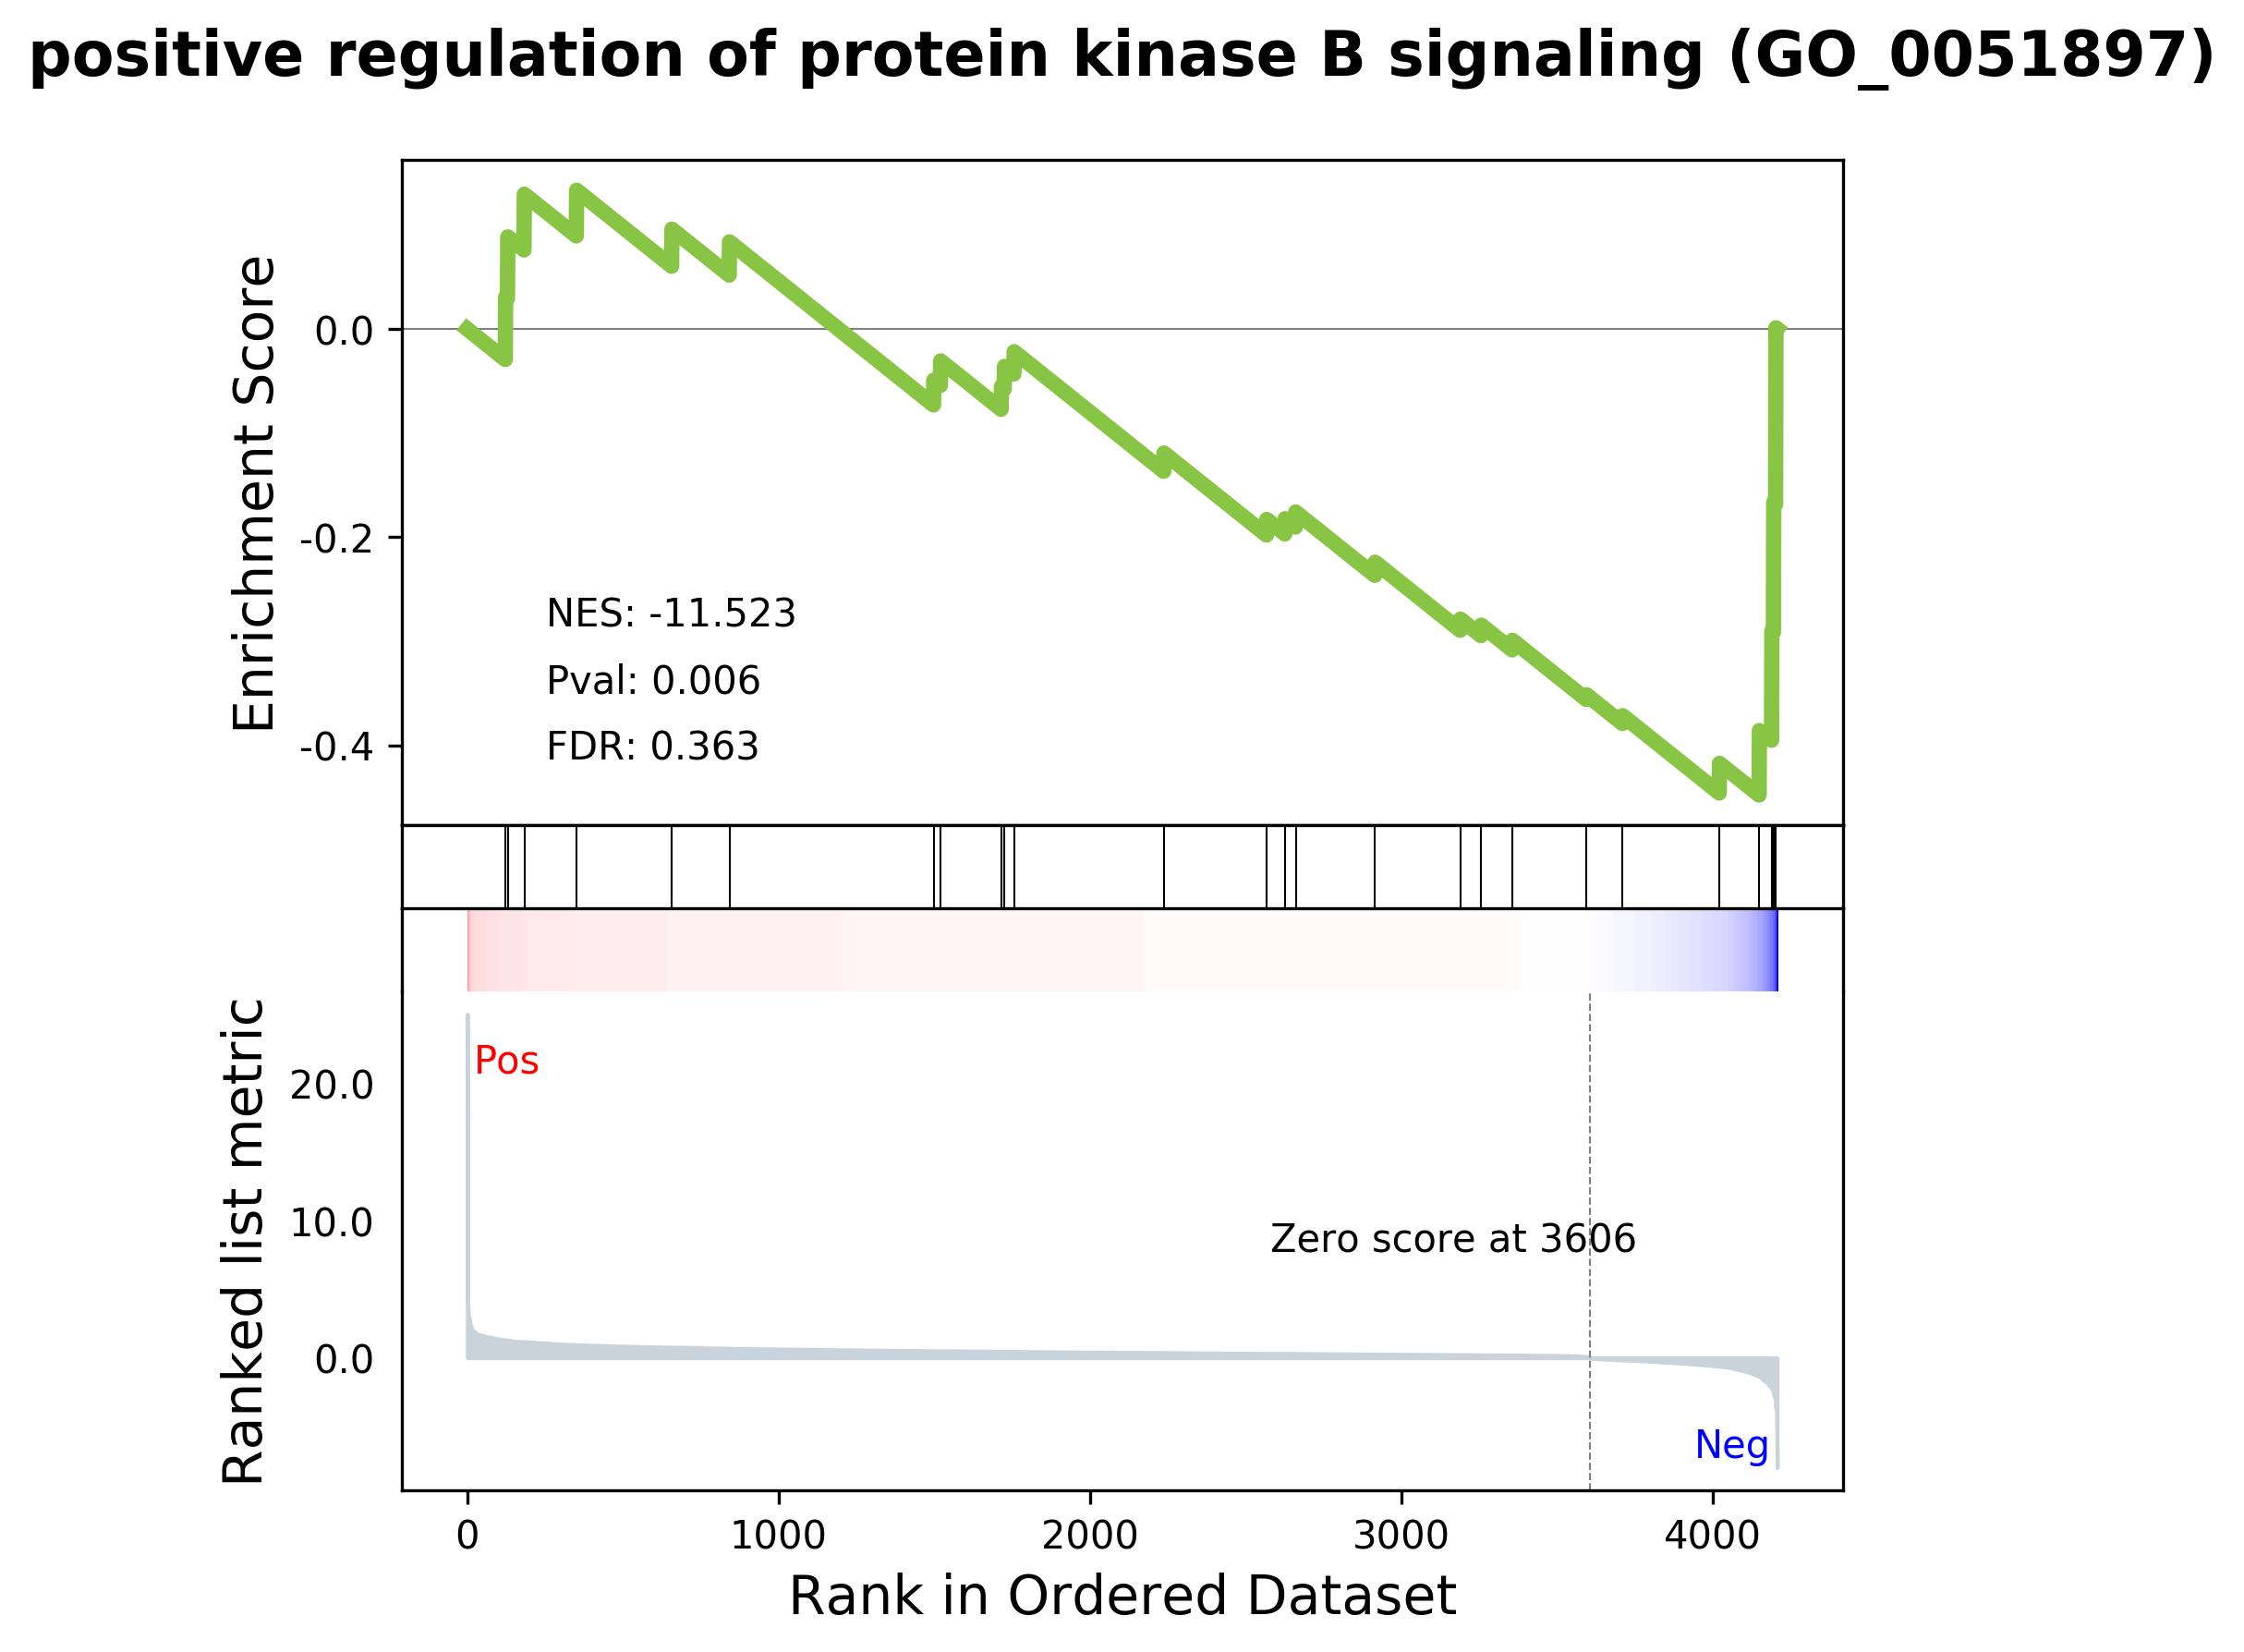 positive regulation of protein kinase B signaling (GO_0051897)
Enrichment Score
0.0
-0.2
-0.4
NES: -11.523
Pval: 0.006
FDR: 0.363
Ranked list metric
20.0
10.0
0.0
Pos
Zero score at 3606
Neg
0 1000 2000 3000 4000
Rank in Ordered Dataset